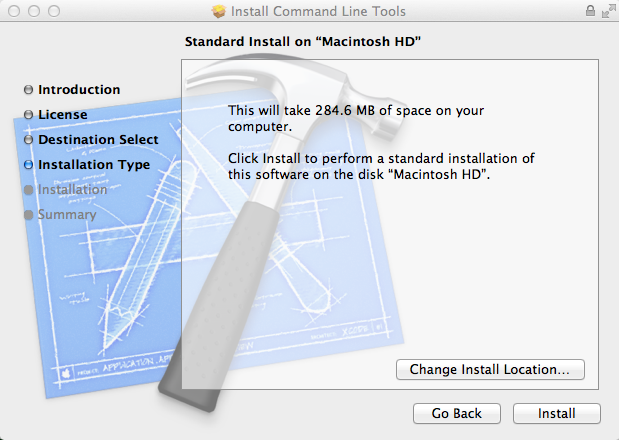 Install Command Line Tools
Standard Install on “Macintosh HD”
Introduction
License
Destination Select
Installation Type
Installation
Summary
This will take 284.6 MB of space on your
computer.
Click Install to perform a standard installation of
this software on the disk “Macintosh HD”.
Change Install Location...
Go Back
Install